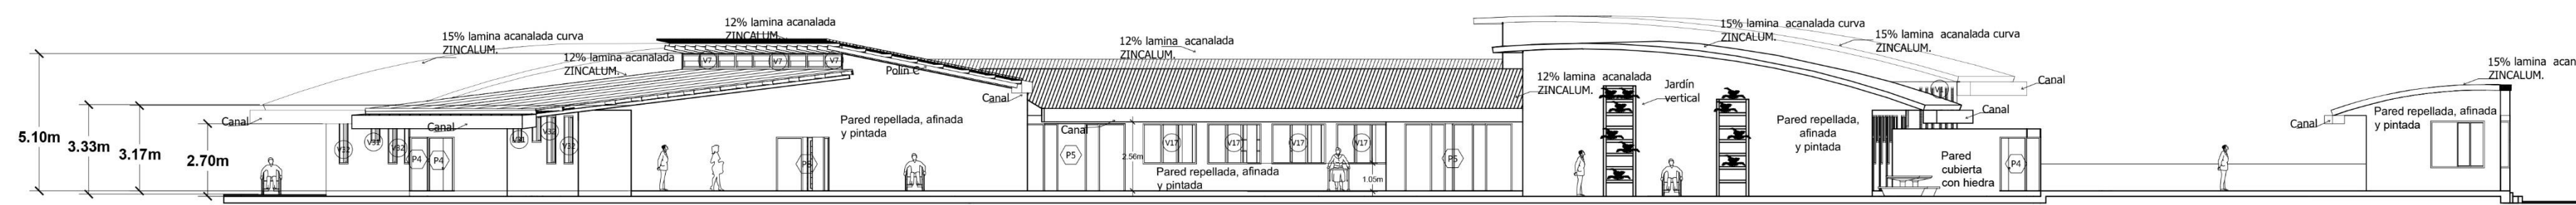 5.10m
3.33m
3.17m
2.70m
15% lamina acanalada curva
ZINCALUM.
12% lamina acanalada
ZINCALUM.
12% lamina acanalada
ZINCALUM.
Canal
Canal
V32
V32
V32
V32
P4
P4
V7
V7
V7
Polin C
Canal
Pared repellada, afinada
y pintada
12% lamina acanalada
ZINCALUM.
P5
Canal
2.56m
V17
V17
V17
V17
Pared repellada, afinada
y pintada
1.05m
P5
12% lamina acanalada
ZINCALUM.
Jardín
vertical
15% lamina acanalada curva
ZINCALUM.
15% lamina acanalada curva
ZINCALUM.
Canal
Canal
Pared repellada,
afinada
y pintada
Pared
cubierta
con hiedra
P4
15% lamina acan
ZINCALUM.
Canal
Pared repellada, afinada
y pintada